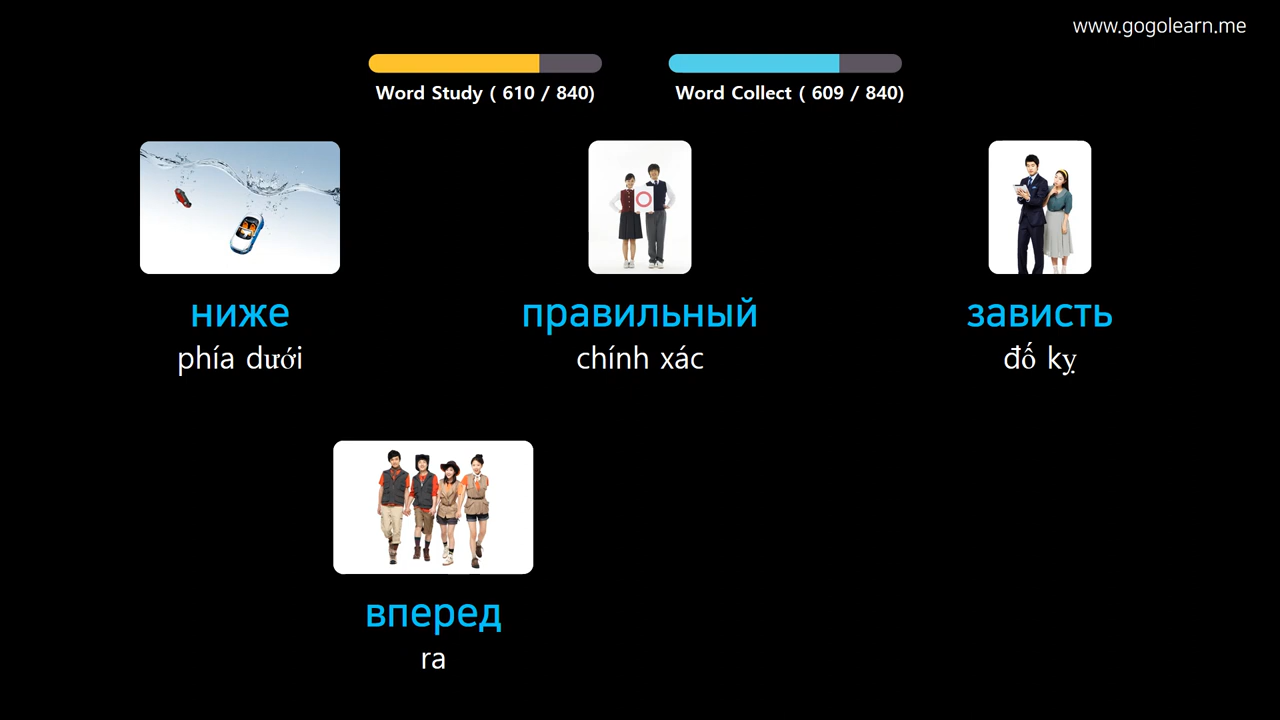 www.gogolearn.me
Word Study ( 610 / 840)
Word Collect ( 609 / 840)
ниже
phía dưới
правильный
chính xác
зависть
đố kỵ
вперед
ra